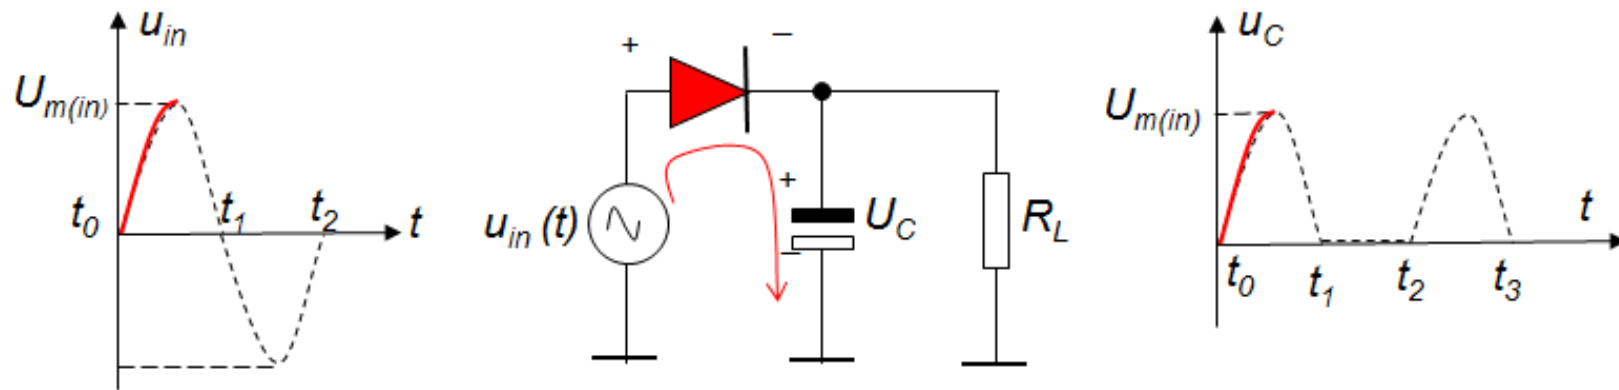 u_in
U_m(in)
t_0
t_1
t_2
t
+
–
u_in (t)
+
–
U_C
R_L
u_C
U_m(in)
t
t_0
t_1
t_2
t_3